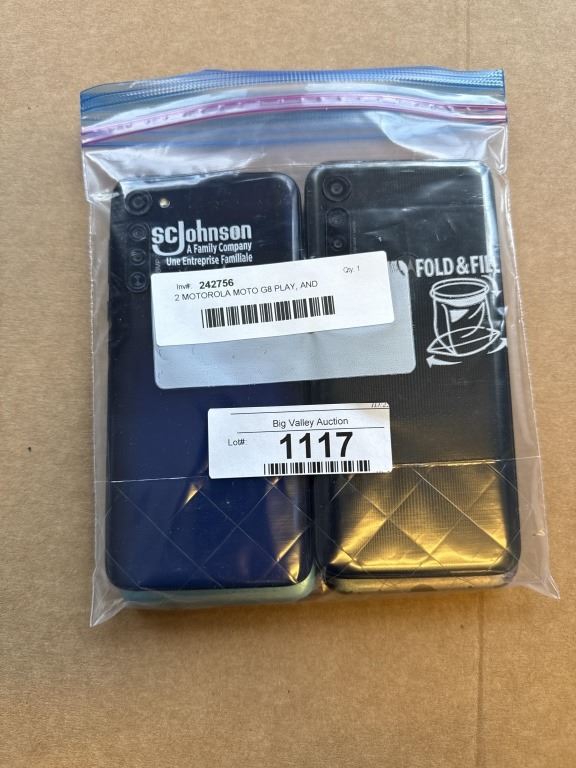 scjohnson
A Family Company
Une Entreprise Familiale
FOLD & FILL
Inv#: 242756
Qty. 1
2 MOTOROLA MOTO G8 PLAY, AND
Big Valley Auction
Lot#: 1117